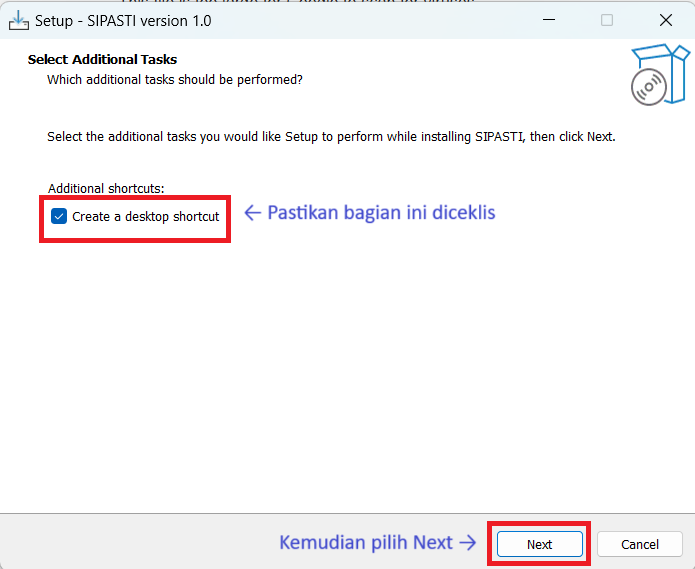 Setup - SIPASTI version 1.0
Select Additional Tasks
Which additional tasks should be performed?
Select the additional tasks you would like Setup to perform while installing SIPASTI, then click Next.
Additional shortcuts:
Create a desktop shortcut ← Pastikan bagian ini diceklis
Kemudian pilih Next → Next Cancel